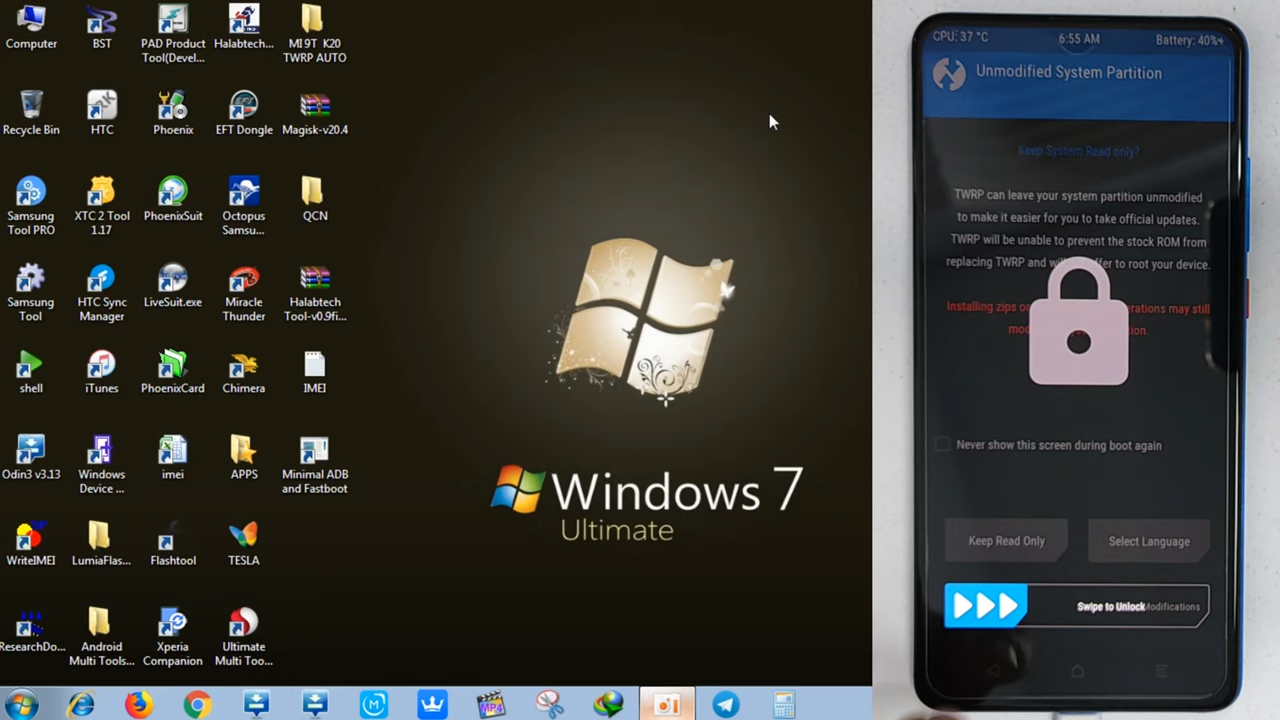 Computer
BST
PAD Product
Tool(Devel...
Halabtech...
MI 9T K20
TWRP AUTO
Recycle Bin
HTC
Phoenix
EFT Dongle
Magisk-v20.4
Samsung
Tool PRO
XTC 2 Tool
1.17
PhoenixSuit
Octopus
Samsu...
QCN
Samsung
Tool
HTC Sync
Manager
LiveSuit.exe
Miracle
Thunder
Halabtech
Tool-v0.9fi...
shell
iTunes
PhoenixCard
Chimera
IMEI
Odin3 v3.13
Windows
Device ...
imei
APPS
Minimal ADB
and Fastboot
WriteIMEI
LumiaFlas...
Flashtool
TESLA
ResearchDo...
Android
Multi Tools...
Xperia
Companion
Ultimate
Multi Too...
Windows 7
Ultimate
CPU: 37 °C
6:55 AM
Battery: 40%+
Unmodified System Partition
Keep System Read only?
TWRP can leave your system partition unmodified
to make it easier for you to take official updates.
TWRP will be unable to prevent the stock ROM from
replacing TWRP and will offer to root your device.
Installing zips or may still
Never show this screen during boot again
Keep Read Only
Select Language
Swipe to Unlock Modifications